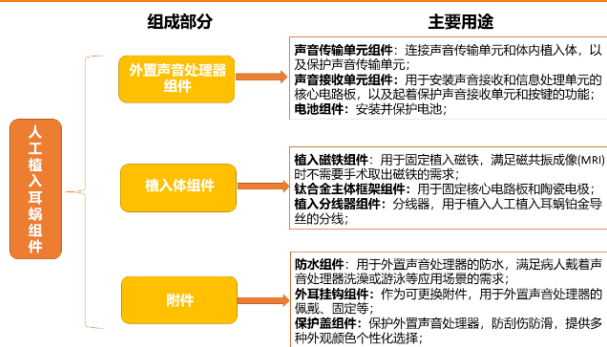 组成部分
主要用途
人工植入耳蜗组件
外置声音处理器
组件
声音传输单元组件：连接声音传输单元和体内植入体，以
及保护声音传输单元；
声音接收单元组件：用于安装声音接收和信息处理单元的
核心电路板，以及起着保护声音接收单元和按键的功能；
电池组件：安装并保护电池；
植入体组件
植入磁铁组件：用于固定植入磁铁，满足磁共振成像(MRI)
时不需要手术取出磁铁的需求；
钛合金主体框架组件：用于固定核心电路板和陶瓷电极；
植入分线器组件：分线器，用于植入人工植入耳蜗铂金导
丝的分线；
附件
防水组件：用于外置声音处理器的防水，满足病人戴着声
音处理器洗澡或游泳等应用场景的需求；
外耳挂钩组件：作为可更换附件，用于外置声音处理器的
佩戴、固定等；
保护盖组件：保护外置声音处理器，防刮伤防滑，提供多
种外观颜色个性化选择；